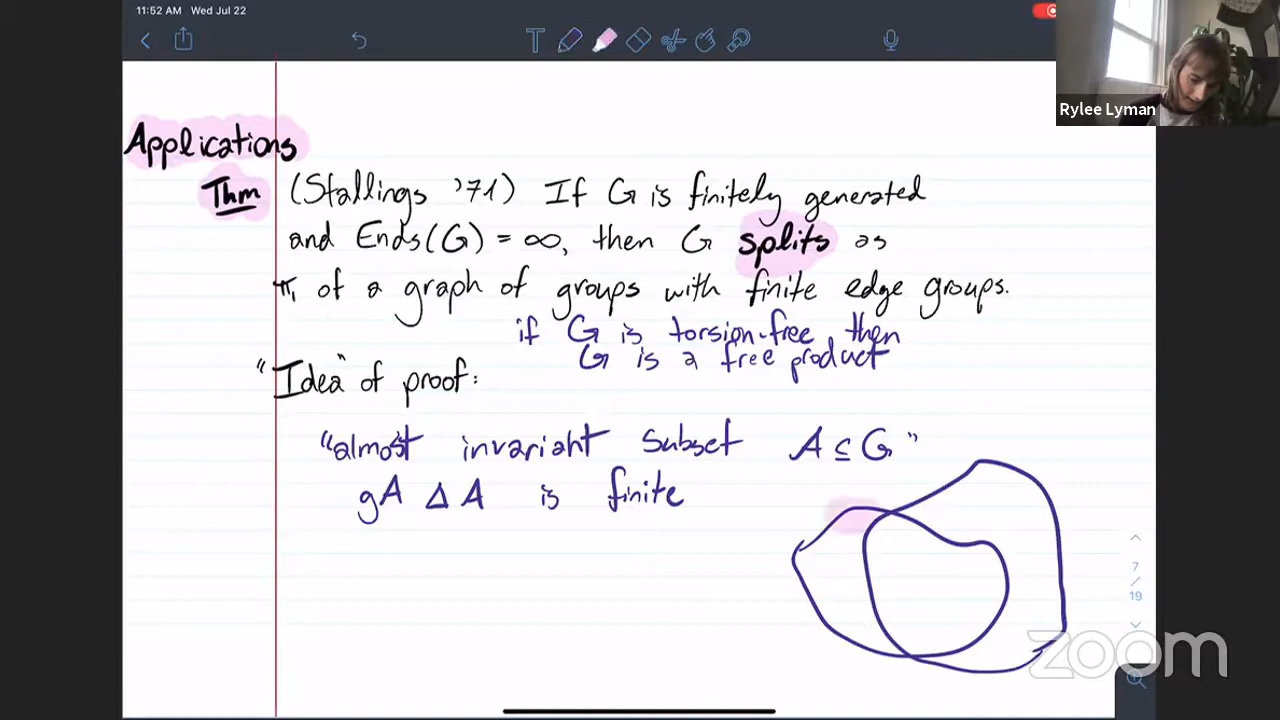 11:52 AM Wed Jul 22
Rylee Lyman
Applications
Thm (Stallings '71) If G is finitely generated
and Ends(G) = ∞, then G splits as
π₁ of a graph of groups with finite edge groups.
if G is torsion-free then
G is a free product
"Idea" of proof:
"almost invariant subset A ⊆ G"
gA Δ A is finite
7
/
19
zoom